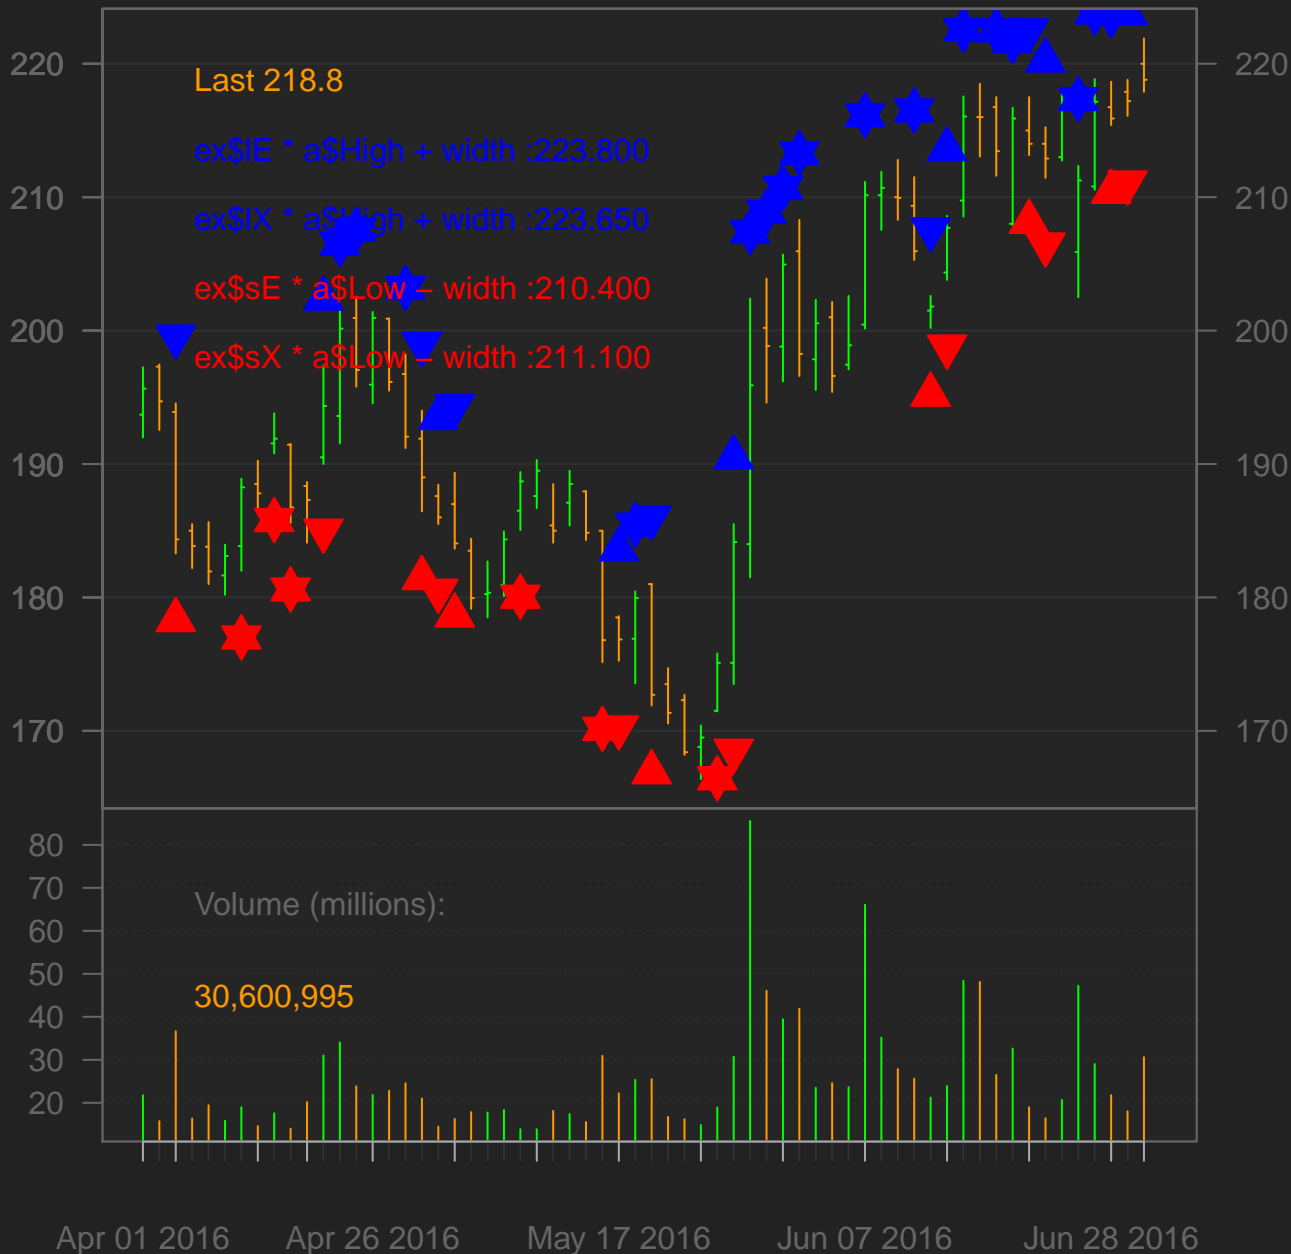 220 220
Last 218.8
ex$lE * a$High + width :223.800
210 210
ex$lX * a$High + width :223.650
ex$sE * a$Low – width :210.400
200 200
ex$sX * a$Low – width :211.100
190 190
180 180
170 170
80
70
Volume (millions):
60
50
30,600,995
40
30
20
Apr 01 2016 Apr 26 2016 May 17 2016 Jun 07 2016 Jun 28 2016